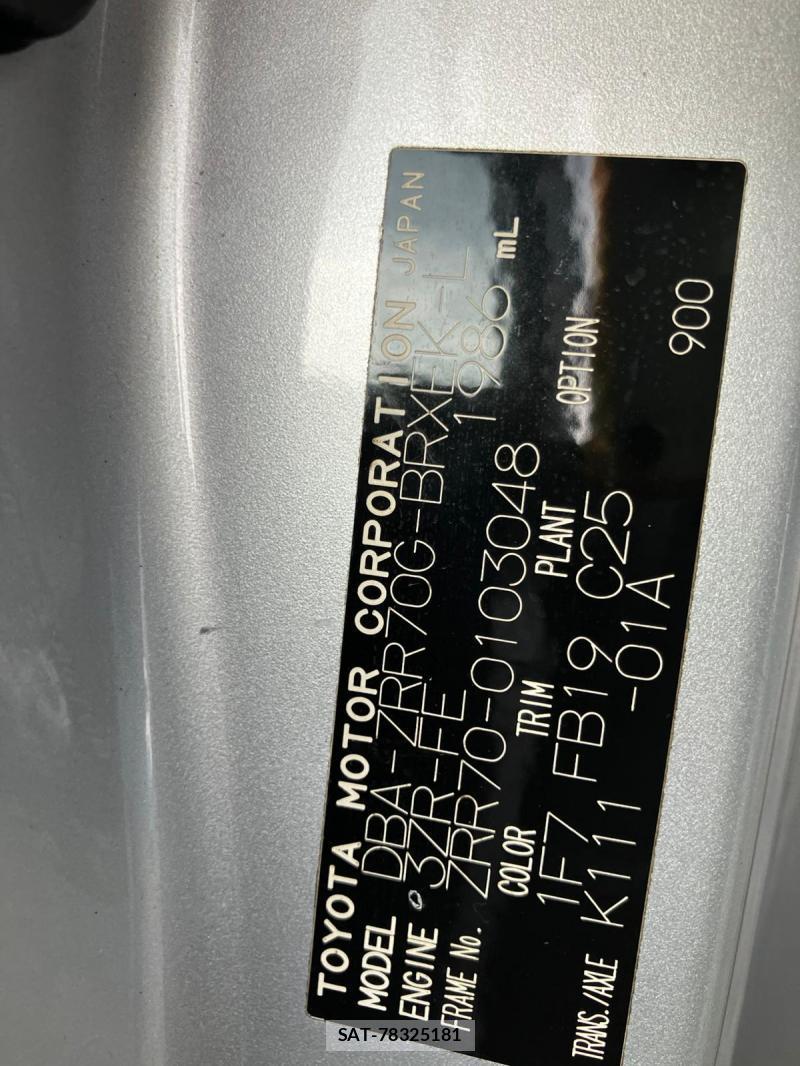 TOYOTA MOTOR CORPORATION JAPAN
MODEL DBA-ZRR70G-BRXEK-L
ENGINE 3ZR-FE 1986 mL
FRAME No. ZRR70-0103048
COLOR TRIM PLANT OPTION
1F7 FB19 C25
TRANS./AXLE K111 -01A 900
SAT-78325181